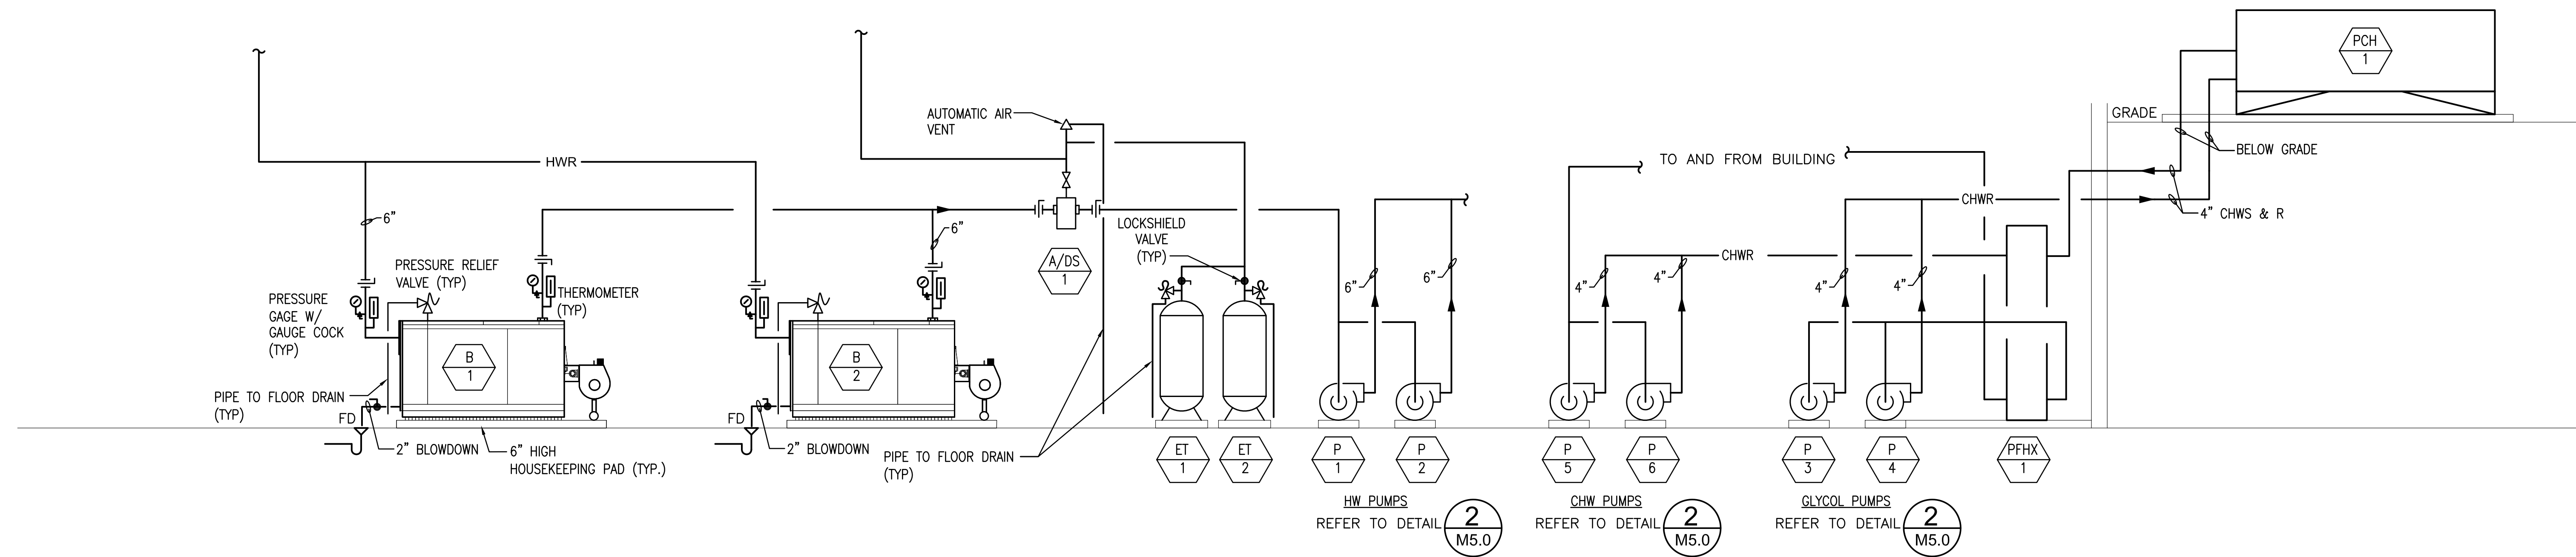 PCH
1
GRADE
AUTOMATIC AIR
VENT
BELOW GRADE
HWR
TO AND FROM BUILDING
CHWR
4" CHWS & R
6"
6"
LOCKSHIELD
VALVE
(TYP)
A/DS
1
CHWR
PRESSURE RELIEF
VALVE (TYP)
6"
6"
4"
4"
4"
4"
PRESSURE
GAGE W/
GAUGE COCK
(TYP)
THERMOMETER
(TYP)
B
1
B
2
PIPE TO FLOOR DRAIN
(TYP)
FD
FD
2" BLOWDOWN
6" HIGH
HOUSEKEEPING PAD (TYP.)
2" BLOWDOWN
PIPE TO FLOOR DRAIN
(TYP)
ET
1
ET
2
P
1
P
2
P
5
P
6
P
3
P
4
PFHX
1
HW PUMPS
REFER TO DETAIL
2
M5.0
CHW PUMPS
REFER TO DETAIL
2
M5.0
GLYCOL PUMPS
REFER TO DETAIL
2
M5.0